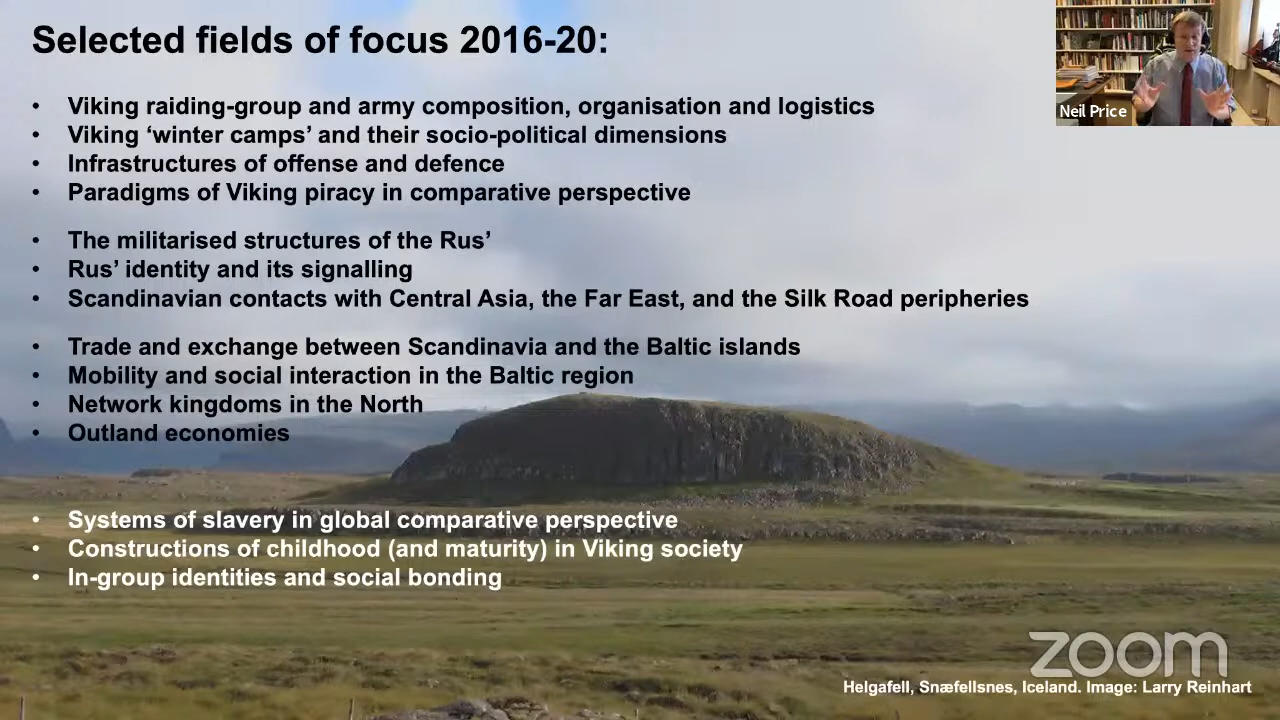 Selected fields of focus 2016-20:
• Viking raiding-group and army composition, organisation and logistics
• Viking ‘winter camps’ and their socio-political dimensions
• Infrastructures of offense and defence
• Paradigms of Viking piracy in comparative perspective
• The militarised structures of the Rus’
• Rus’ identity and its signalling
• Scandinavian contacts with Central Asia, the Far East, and the Silk Road peripheries
• Trade and exchange between Scandinavia and the Baltic islands
• Mobility and social interaction in the Baltic region
• Network kingdoms in the North
• Outland economies
• Systems of slavery in global comparative perspective
• Constructions of childhood (and maturity) in Viking society
• In-group identities and social bonding
Neil Price
zoom
Helgafell, Snæfellsnes, Iceland. Image: Larry Reinhart